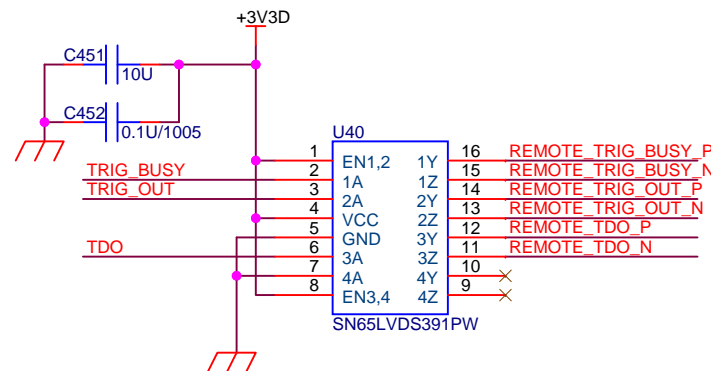 +3V3D
C451
10U
C452
0.1U/1005
U40
1 EN1,2 1Y 16 REMOTE_TRIG_BUSY_P
TRIG_BUSY 2 1A 1Z 15 REMOTE_TRIG_BUSY_N
TRIG_OUT 3 2A 2Y 14 REMOTE_TRIG_OUT_P
4 VCC 2Z 13 REMOTE_TRIG_OUT_N
5 GND 3Y 12 REMOTE_TDO_P
TDO 6 3A 3Z 11 REMOTE_TDO_N
7 4A 4Y 10
8 EN3,4 4Z 9
SN65LVDS391PW